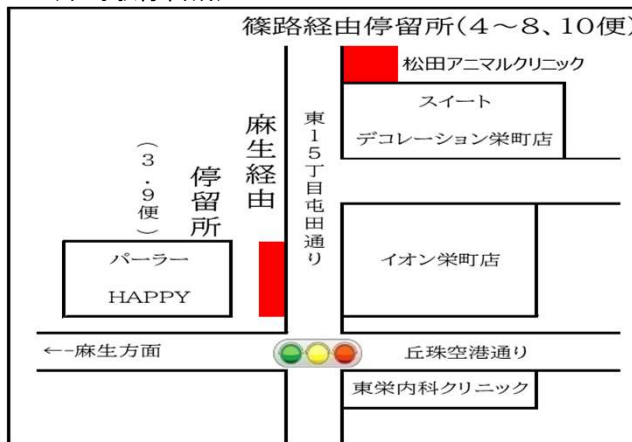 篠路経由停留所(4～8、10便)
松田アニマルクリニック
スイート
デコレーション栄町店
東15丁目屯田通り
麻生経由
停留所
(3・9便)
パーラー
HAPPY
イオン栄町店
←-麻生方面
丘珠空港通り
東栄内科クリニック